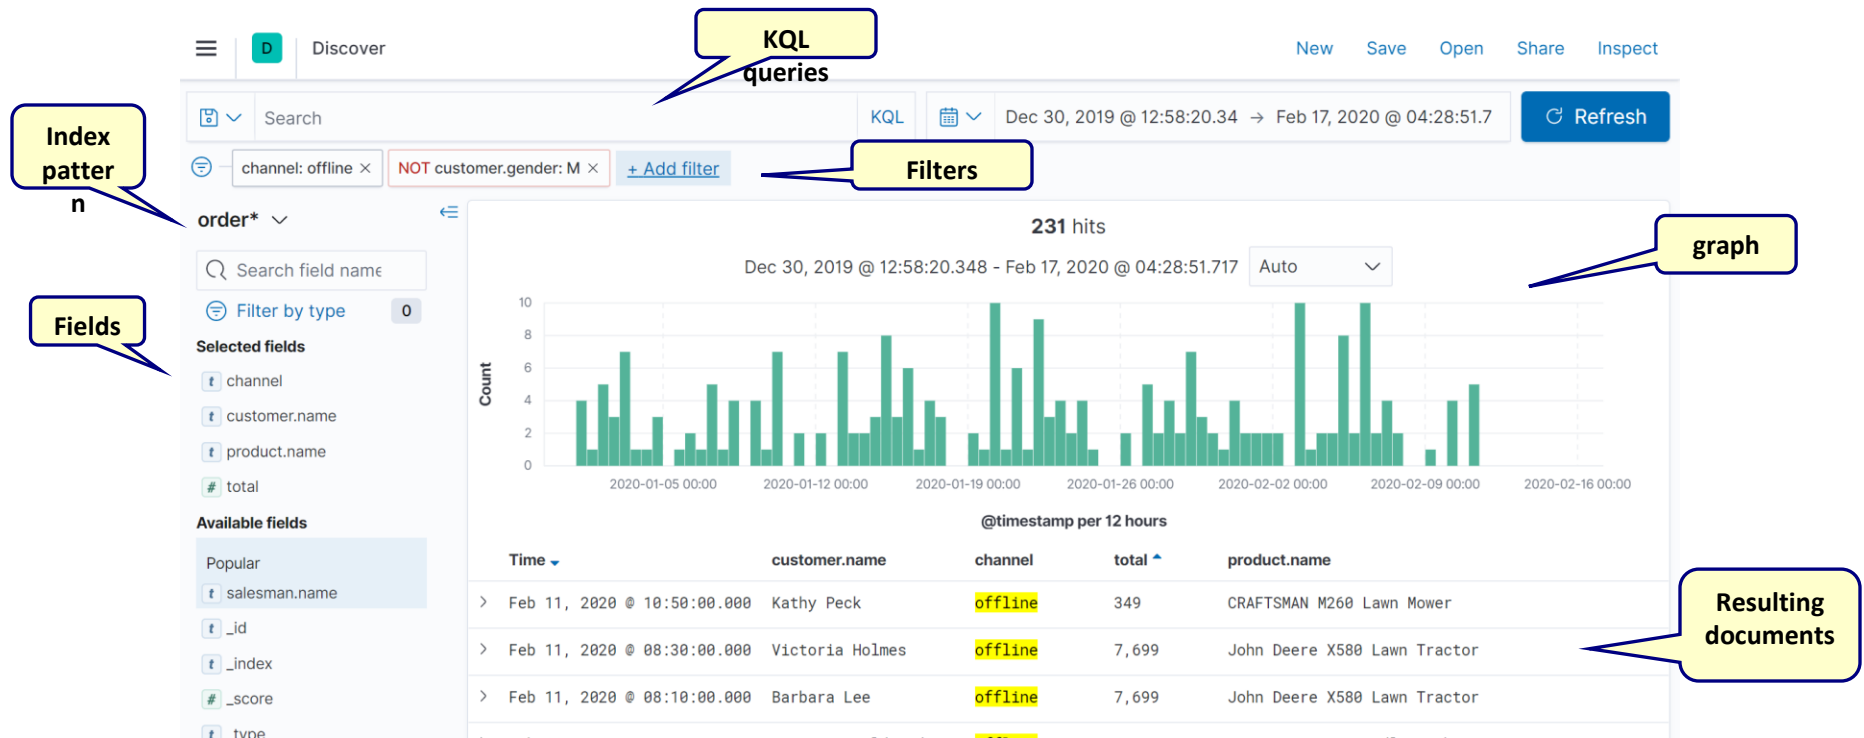 KQL
queries
D
Discover
New Save Open Share Inspect
Search
KQL
Dec 30, 2019 @ 12:58:20.34 → Feb 17, 2020 @ 04:28:51.7
Refresh
Index
patter
n
channel: offline ×
NOT customer.gender: M ×
+ Add filter
Filters
order*
231 hits
graph
Search field name
Dec 30, 2019 @ 12:58:20.348 - Feb 17, 2020 @ 04:28:51.717
Auto
Filter by type 0
Fields
Selected fields
t channel
t customer.name
t product.name
# total
Available fields
Popular
t salesman.name
t _id
t _index
# _score
t _type
Count
10
8
6
4
2
0
2020-01-05 00:00 2020-01-12 00:00 2020-01-19 00:00 2020-01-26 00:00 2020-02-02 00:00 2020-02-09 00:00 2020-02-16 00:00
@timestamp per 12 hours
Time customer.name channel total product.name
Feb 11, 2020 @ 10:50:00.000 Kathy Peck offline 349 CRAFTSMAN M260 Lawn Mower
Feb 11, 2020 @ 08:30:00.000 Victoria Holmes offline 7,699 John Deere X580 Lawn Tractor
Feb 11, 2020 @ 08:10:00.000 Barbara Lee offline 7,699 John Deere X580 Lawn Tractor
Resulting
documents